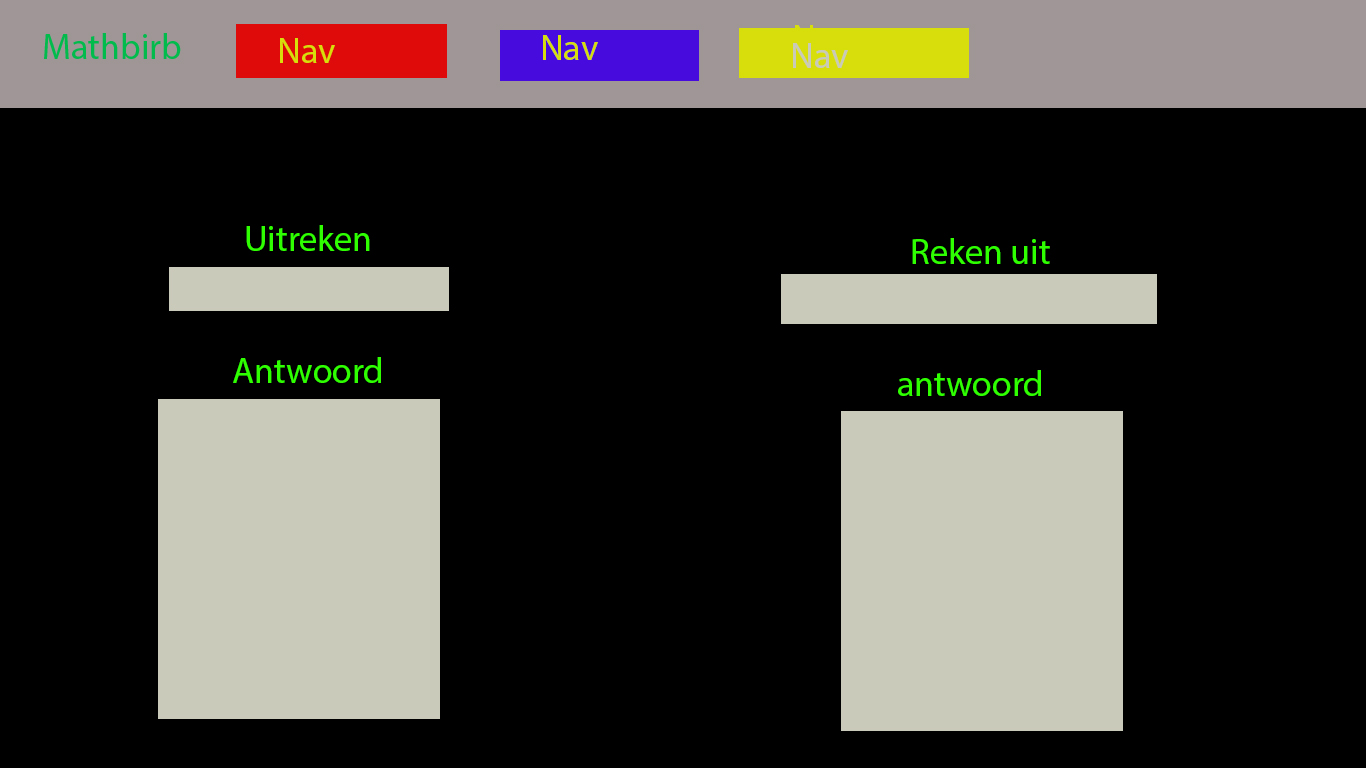 Mathbirb
Nav
Nav
Nav
Uitreken
Reken uit
Antwoord
antwoord